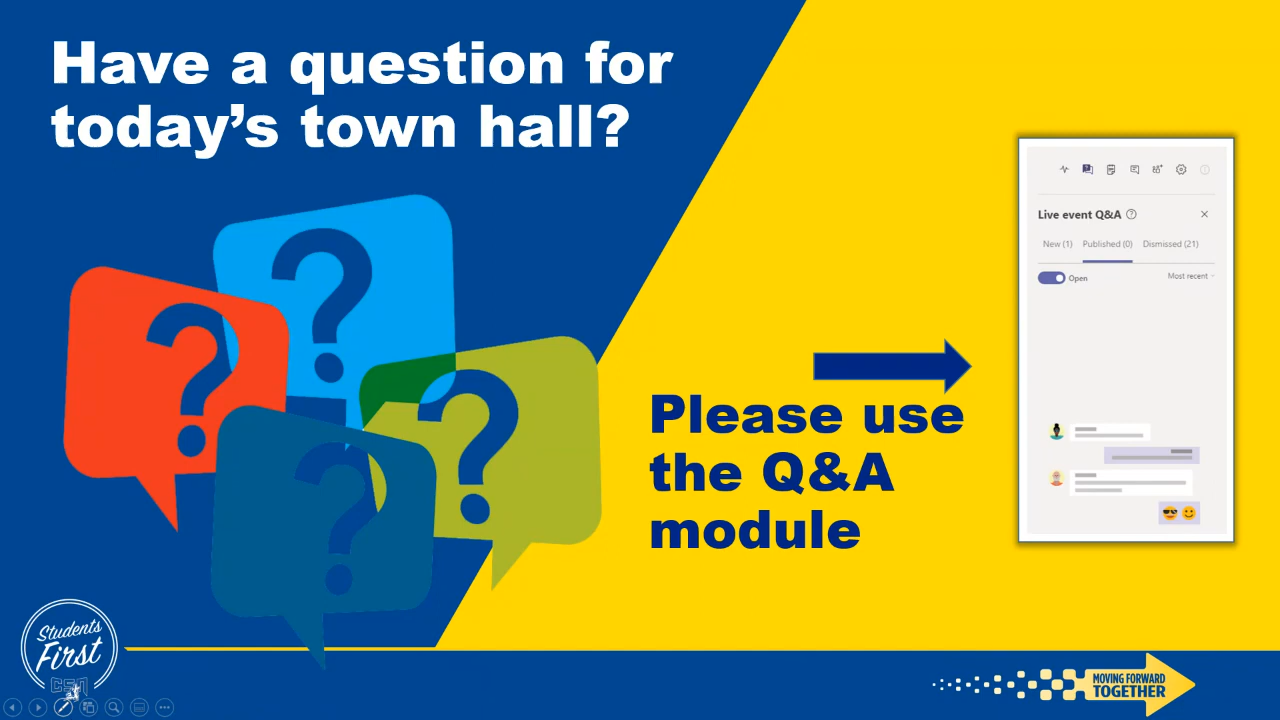 Have a question for
today's town hall?
?
?
?
?
Please use
the Q&A
module
Live event Q&A ?
New (1) Published (0) Dismissed (21)
Open
Most recent
Students
First
CSN
MOVING FORWARD
TOGETHER